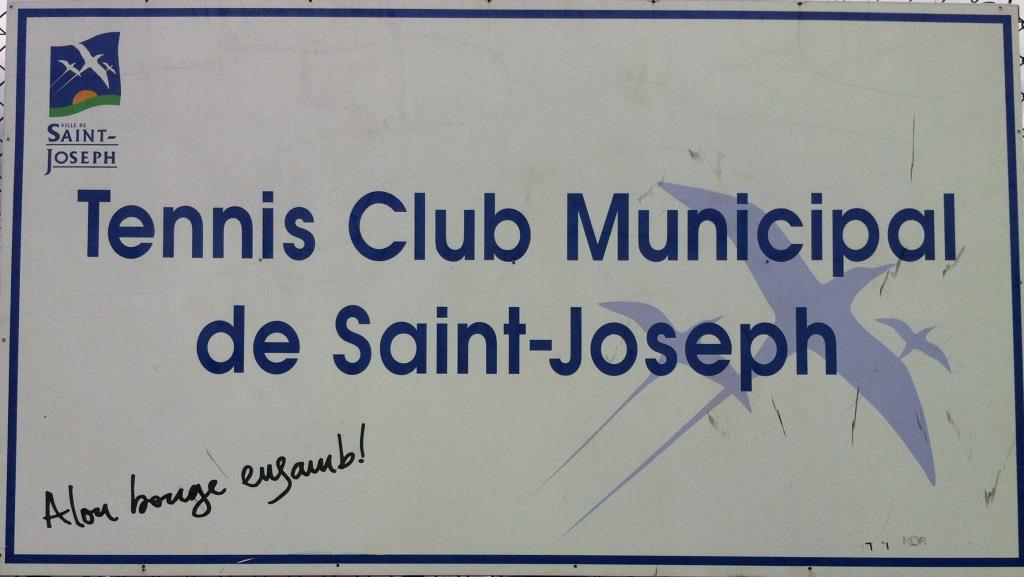 VILLE DE
SAINT-
JOSEPH
Tennis Club Municipal
de Saint-Joseph
Alon bouge ensamb!